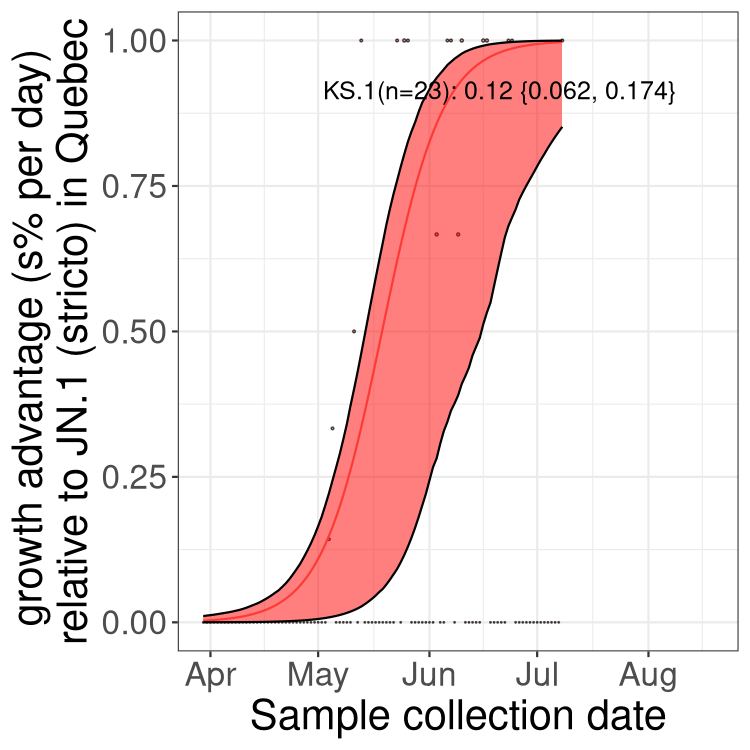 growth advantage (s% per day)
relative to JN.1 (stricto) in Quebec
1.00
0.75
0.50
0.25
0.00
KS.1(n=23): 0.12 {0.062, 0.174}
Apr May Jun Jul Aug
Sample collection date